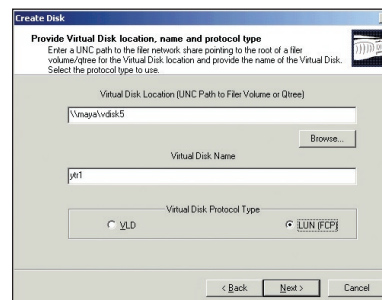 Create Disk
Provide Virtual Disk location, name and protocol type
Enter a UNC path to the filer network share pointing to the root of a filer
volume/qtree for the Virtual Disk location and provide the name of the Virtual Disk.
Select the protocol type to use.
Virtual Disk Location (UNC Path to Filer Volume or Qtree)
\\maya\vdisk5
Browse...
Virtual Disk Name
ytr1
Virtual Disk Protocol Type
VLD
LUN (FCP)
< Back
Next >
Cancel